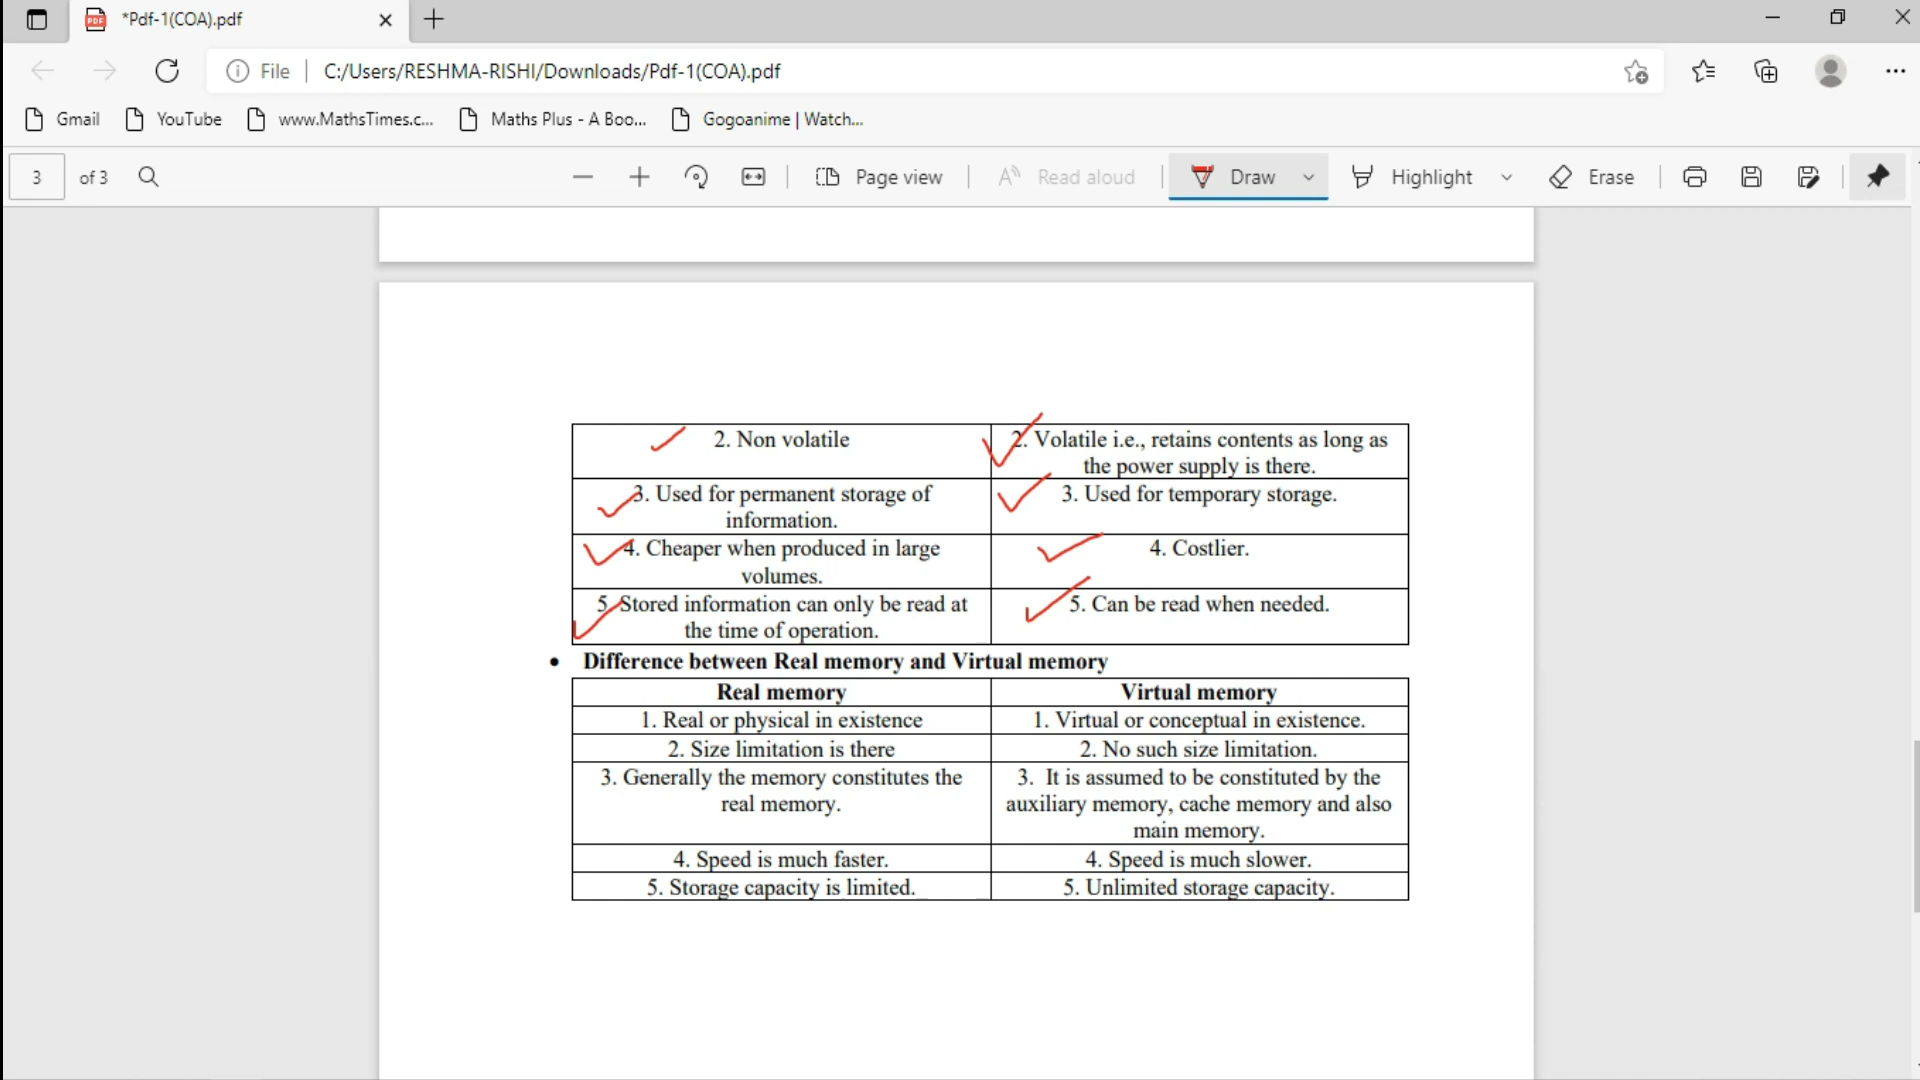 *Pdf-1(COA).pdf
File C:/Users/RESHMA-RISHI/Downloads/Pdf-1(COA).pdf
Gmail YouTube www.MathsTimes.c... Maths Plus - A Boo... Gogoanime | Watch...
3 of 3 Page view Read aloud Draw Highlight Erase
2. Non volatile
2. Volatile i.e., retains contents as long as
the power supply is there.
3. Used for permanent storage of
information.
3. Used for temporary storage.
4. Cheaper when produced in large
volumes.
4. Costlier.
5. Stored information can only be read at
the time of operation.
5. Can be read when needed.
• Difference between Real memory and Virtual memory
Real memory
Virtual memory
1. Real or physical in existence
1. Virtual or conceptual in existence.
2. Size limitation is there
2. No such size limitation.
3. Generally the memory constitutes the
real memory.
3. It is assumed to be constituted by the
auxiliary memory, cache memory and also
main memory.
4. Speed is much faster.
4. Speed is much slower.
5. Storage capacity is limited.
5. Unlimited storage capacity.